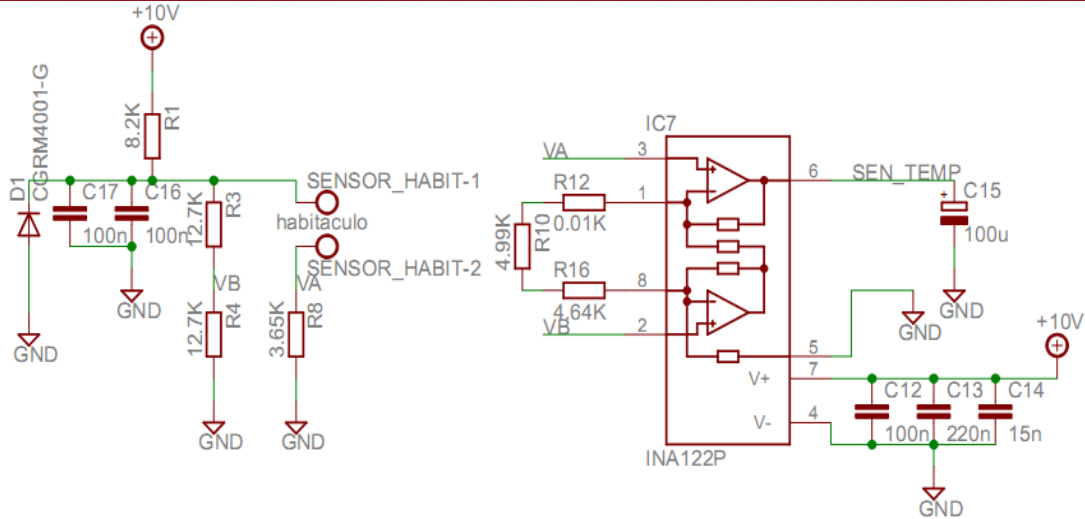 +10V
8.2K
R1
D1
CGRM4001-G
C17
100n
C16
100n
12.7K
R3
SENSOR_HABIT-1
habitaculo
SENSOR_HABIT-2
VB
VA
12.7K
R4
3.65K
R8
GND
GND
GND
GND
IC7
VA
3
R12
0.01K
1
4.99K
R10
R16
4.64K
8
VB
2
6
SEN_TEMP
+
C15
100u
GND
5
GND
+10V
V+
7
V-
4
C12
100n
C13
220n
C14
15n
INA122P
GND